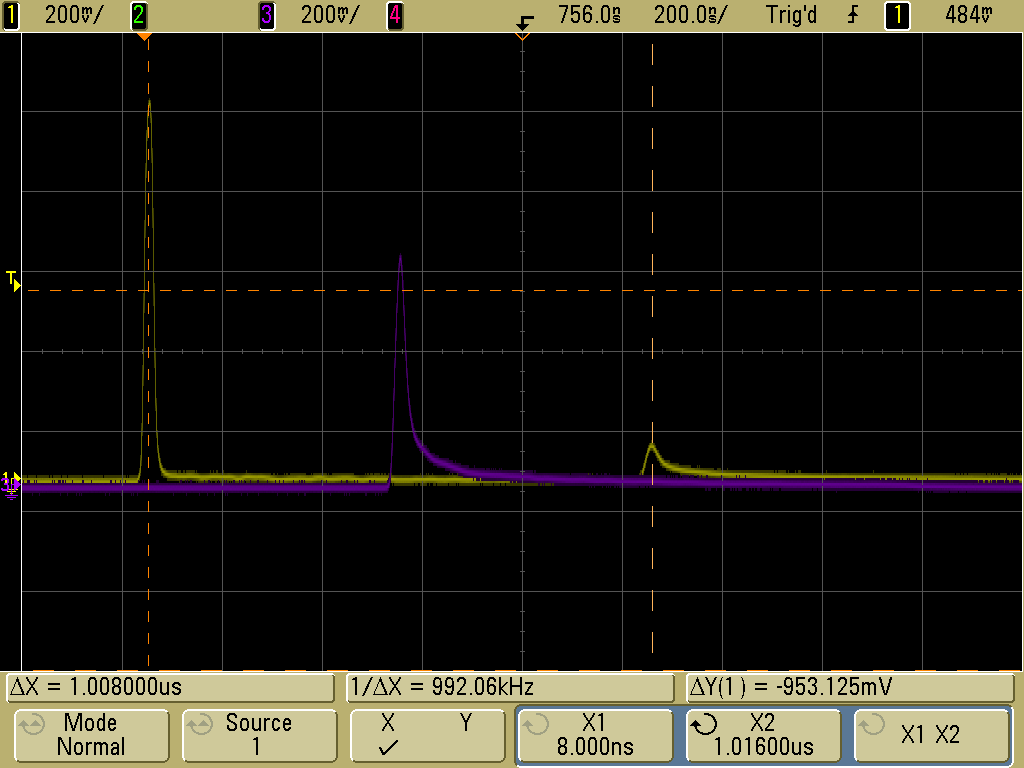 1 200mV/ 2 3 200mV/ 4 756.0ns 200.0ns/ Trig'd 1 484mV
T
1
3
ΔX = 1.008000us 1/ΔX = 992.06kHz ΔY(1) = -953.125mV
Mode Source X Y X1 X2 X1 X2
Normal 1 ✓ 8.000ns 1.01600us